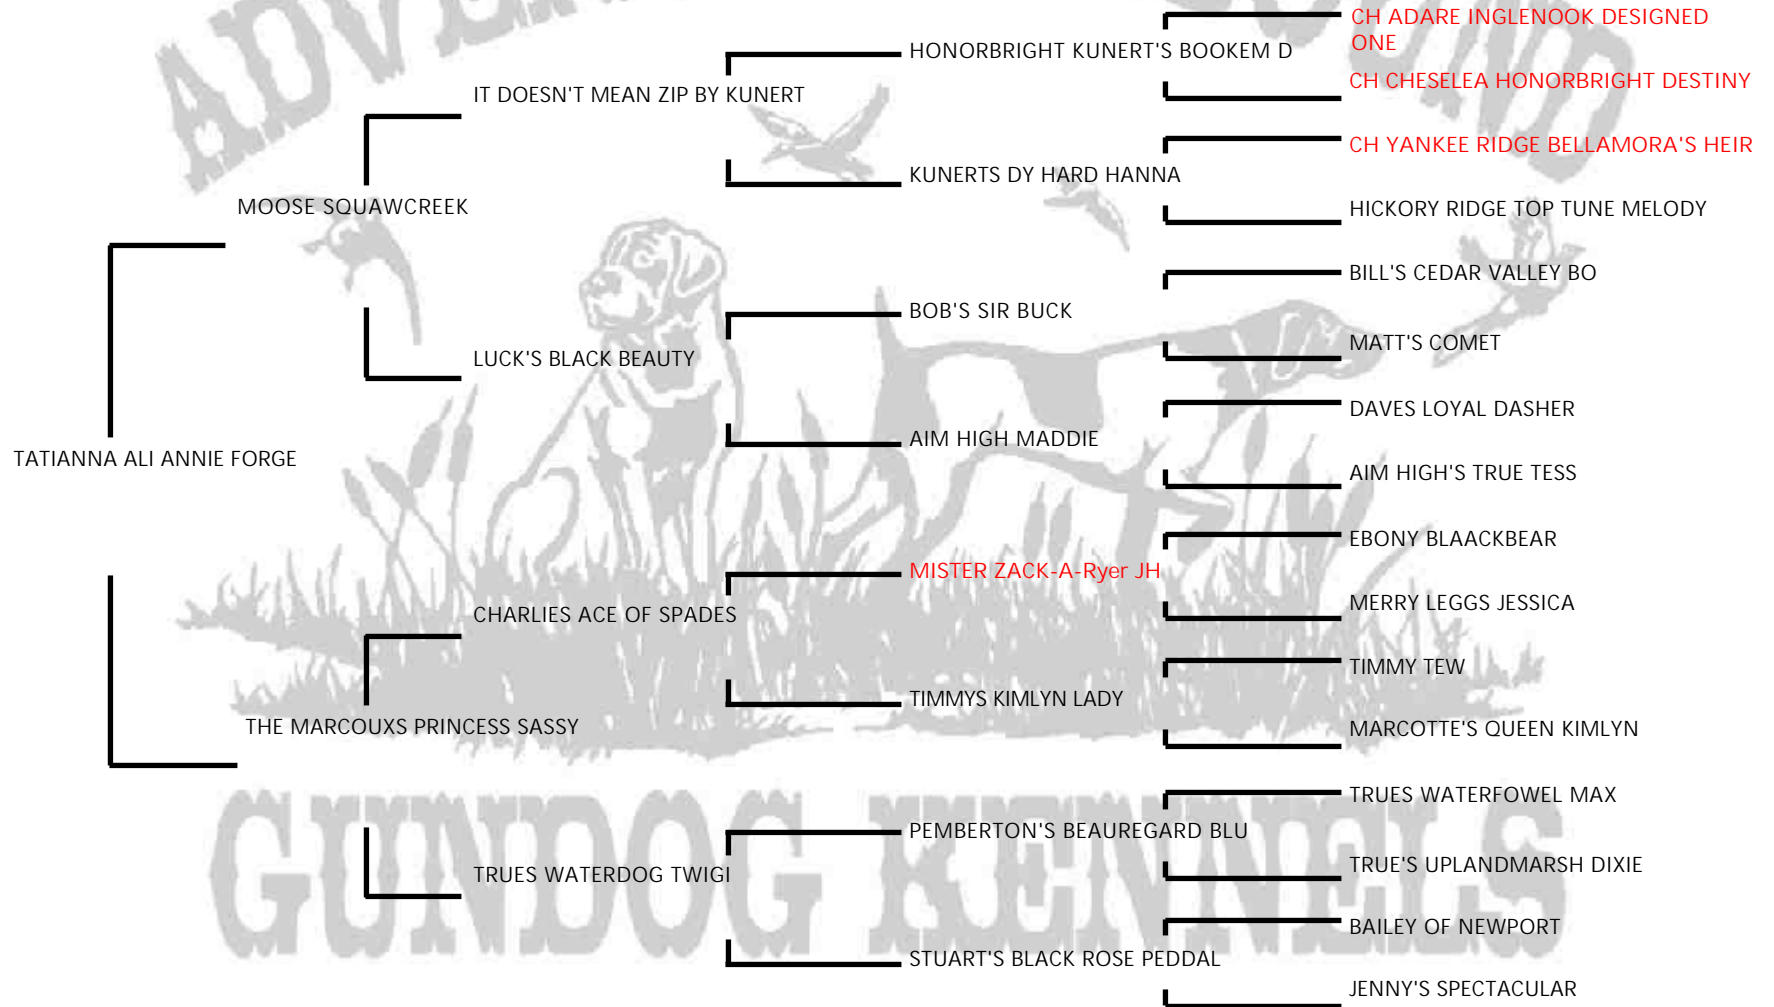 CH ADARE INGLENOOK DESIGNED
ONE
HONORBRIGHT KUNERT'S BOOKEM D
CH CHESELEA HONORBRIGHT DESTINY
IT DOESN'T MEAN ZIP BY KUNERT
CH YANKEE RIDGE BELLAMORA'S HEIR
KUNERTS DY HARD HANNA
MOOSE SQUAWCREEK
HICKORY RIDGE TOP TUNE MELODY
BILL'S CEDAR VALLEY BO
BOB'S SIR BUCK
MATT'S COMET
LUCK'S BLACK BEAUTY
DAVES LOYAL DASHER
AIM HIGH MADDIE
TATIANNA ALI ANNIE FORGE
AIM HIGH'S TRUE TESS
EBONY BLAACKBEAR
MISTER ZACK-A-Ryer JH
MERRY LEGGS JESSICA
CHARLIES ACE OF SPADES
TIMMY TEW
TIMMYS KIMLYN LADY
THE MARCOUXS PRINCESS SASSY
MARCOTTE'S QUEEN KIMLYN
TRUES WATERFOWEL MAX
PEMBERTON'S BEAUREGARD BLU
TRUE'S UPLANDMARSH DIXIE
TRUES WATERDOG TWIGI
BAILEY OF NEWPORT
STUART'S BLACK ROSE PEDDAL
JENNY'S SPECTACULAR
GUNDOG KENNELS